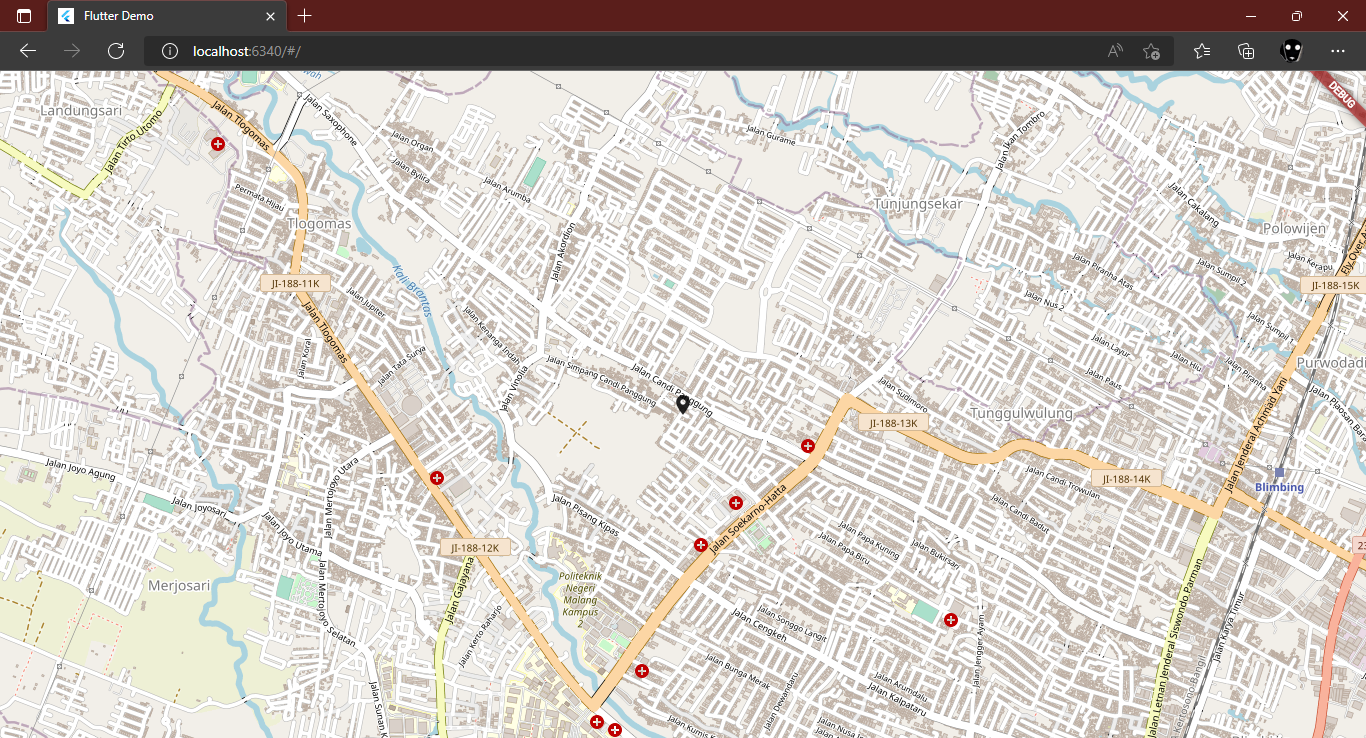 Flutter Demo
localhost:6340/#/
DEBUG
Landungsari
Jalan Tirto Utomo
Jalan Tlogomas
Jalan Saxophone
Jalan Organ
Jalan Bylira
Jalan Gurame
Jalan Ikan Tombro
Permata Hijau
Jalan Arumba
Tlogomas
Tunjungsekar
Jalan Cakalang
Polowijen
Jalan Akordion
Kali Brantas
Jalan Kerapu
Fly Over A
JI-188-11K
Jalan Piranha Atas
Jalan Sumpil 2
JI-188-15K
Jalan Jupiter
Jalan Nus 2
Jalan Tlogomas
Jalan Kenanga Indah
Jalan Sumpil 1
Jalan Koral
Jalan Tata Surya
Jalan Vinolia
Jalan Simpang Candi Panggung
Jalan Candi Panggung
Jalan Layur
Jalan Hiu
Jalan Piranha
Purwodadi
Jalan Paus
Jalan Sudimoro
Tunggulwulung
Jalan Plaosan Bar
JI-188-13K
Jalan Jenderal Achmad Yani
Jalan Joyo Agung
Jalan Mertojoyo Utara
Jalan Candi Trowulan
JI-188-14K
Blimbing
Jalan Joyosari
Jalan Pisang Kipas
Jalan Soekarno-Hatta
Jalan Candi Badut
Jalan Joyo Utama
JI-188-12K
Jalan Papa Kuning
Jalan Papa Biru
Jalan Bukirsari
23
Merjosari
Jalan Mertojoyo Selatan
Jalan Gajayana
Politeknik
Negeri
Malang
Kampus
2
Jalan Kerto Raharjo
Jalan Cengkeh
Jalan Songgo Langit
Jalan Jengger Ayam
Jalan Letnan Jenderal Siswondo Parman
Jalan Karya Timur
Jalan Bunga Merak
Jalan Dewandaru
Jalan Arumdalu
Jalan Kalpataru
Jalan Sunan K
Jalan Kumis K
Jalan Nusa